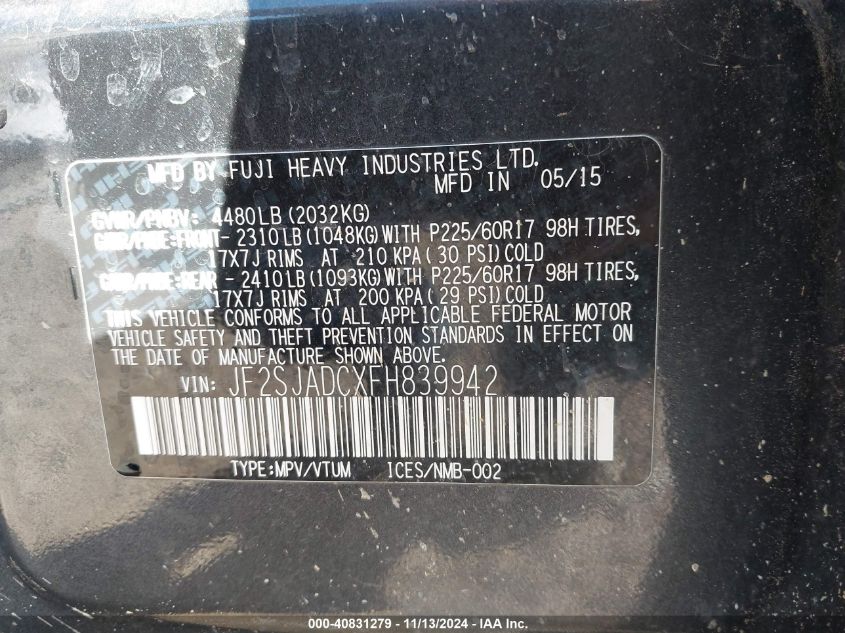 MFD BY FUJI HEAVY INDUSTRIES LTD.
MFD IN 05/15
GVWR/PNBV: 4480LB (2032KG)
GAWR/PNBE:FRONT- 2310LB (1048KG) WITH P225/60R17 98H TIRES,
17X7J RIMS AT 210 KPA ( 30 PSI) COLD
GAWR/PNBE:REAR - 2410LB (1093KG) WITH P225/60R17 98H TIRES,
17X7J RIMS AT 200 KPA ( 29 PSI) COLD
THIS VEHICLE CONFORMS TO ALL APPLICABLE FEDERAL MOTOR
VEHICLE SAFETY AND THEFT PREVENTION STANDARDS IN EFFECT ON
THE DATE OF MANUFACTURE SHOWN ABOVE.
VIN: JF2SJADCXFH839942
TYPE:MPV/VTUM ICES/NMB-002
000-40831279 - 11/13/2024 - IAAI.com